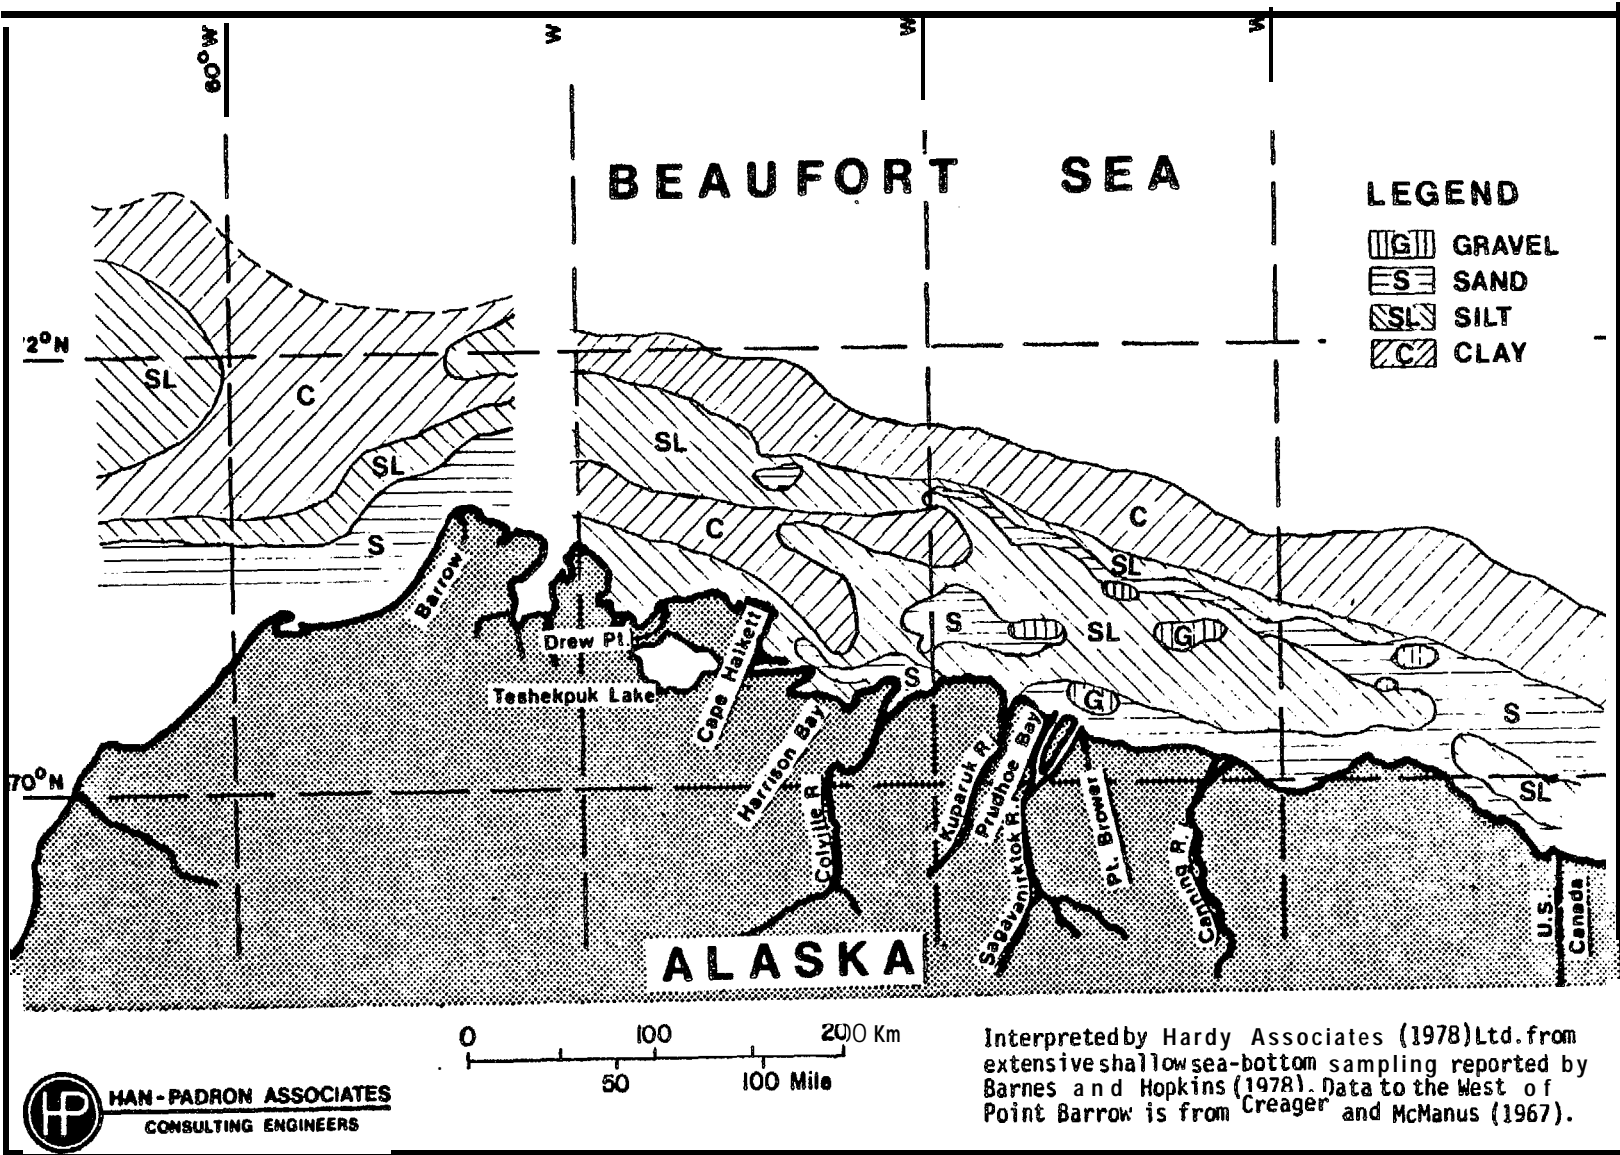 60°W
W
W
W
BEAUFORT SEA
LEGEND
G GRAVEL
S SAND
SL SILT
C CLAY
2°N
SL
C
SL
S
SL
C
C
SL
S
SL
G
S
G
S
SL
Barrow
Drew Pt.
Teshekpuk Lake
Cape Halkett
Harrison Bay
Colville R.
Kuparuk R.
Prudhoe Bay
Sagavanirktok R.
Pt. Brower
Canning R.
U.S.
Canada
70°N
ALASKA
0 100 200 Km
50 100 Mile
HP HAN-PADRON ASSOCIATES
CONSULTING ENGINEERS
Interpreted by Hardy Associates (1978) Ltd. from
extensive shallow sea-bottom sampling reported by
Barnes and Hopkins (1978). Data to the West of
Point Barrow is from Creager and McManus (1967).